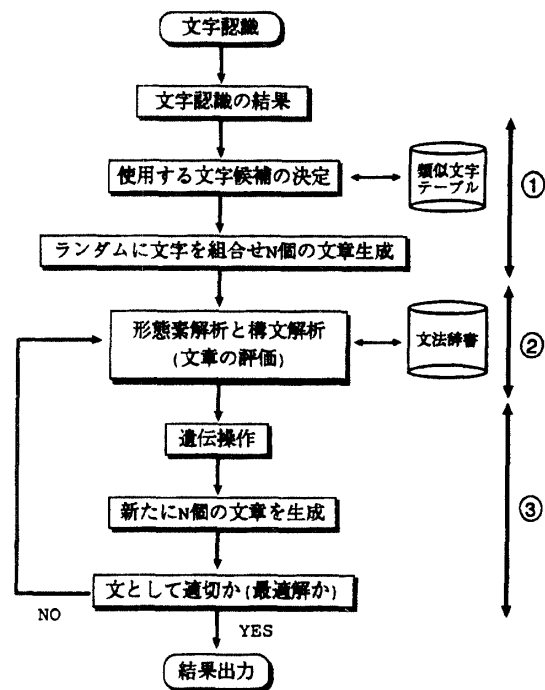 文字認識
文字認識の結果
使用する文字候補の決定
類似文字
テーブル
①
ランダムに文字を組合せN個の文章生成
形態素解析と構文解析
(文章の評価)
文法辞書
②
遺伝操作
新たにN個の文章を生成
③
文として適切か(最適解か)
NO
YES
結果出力